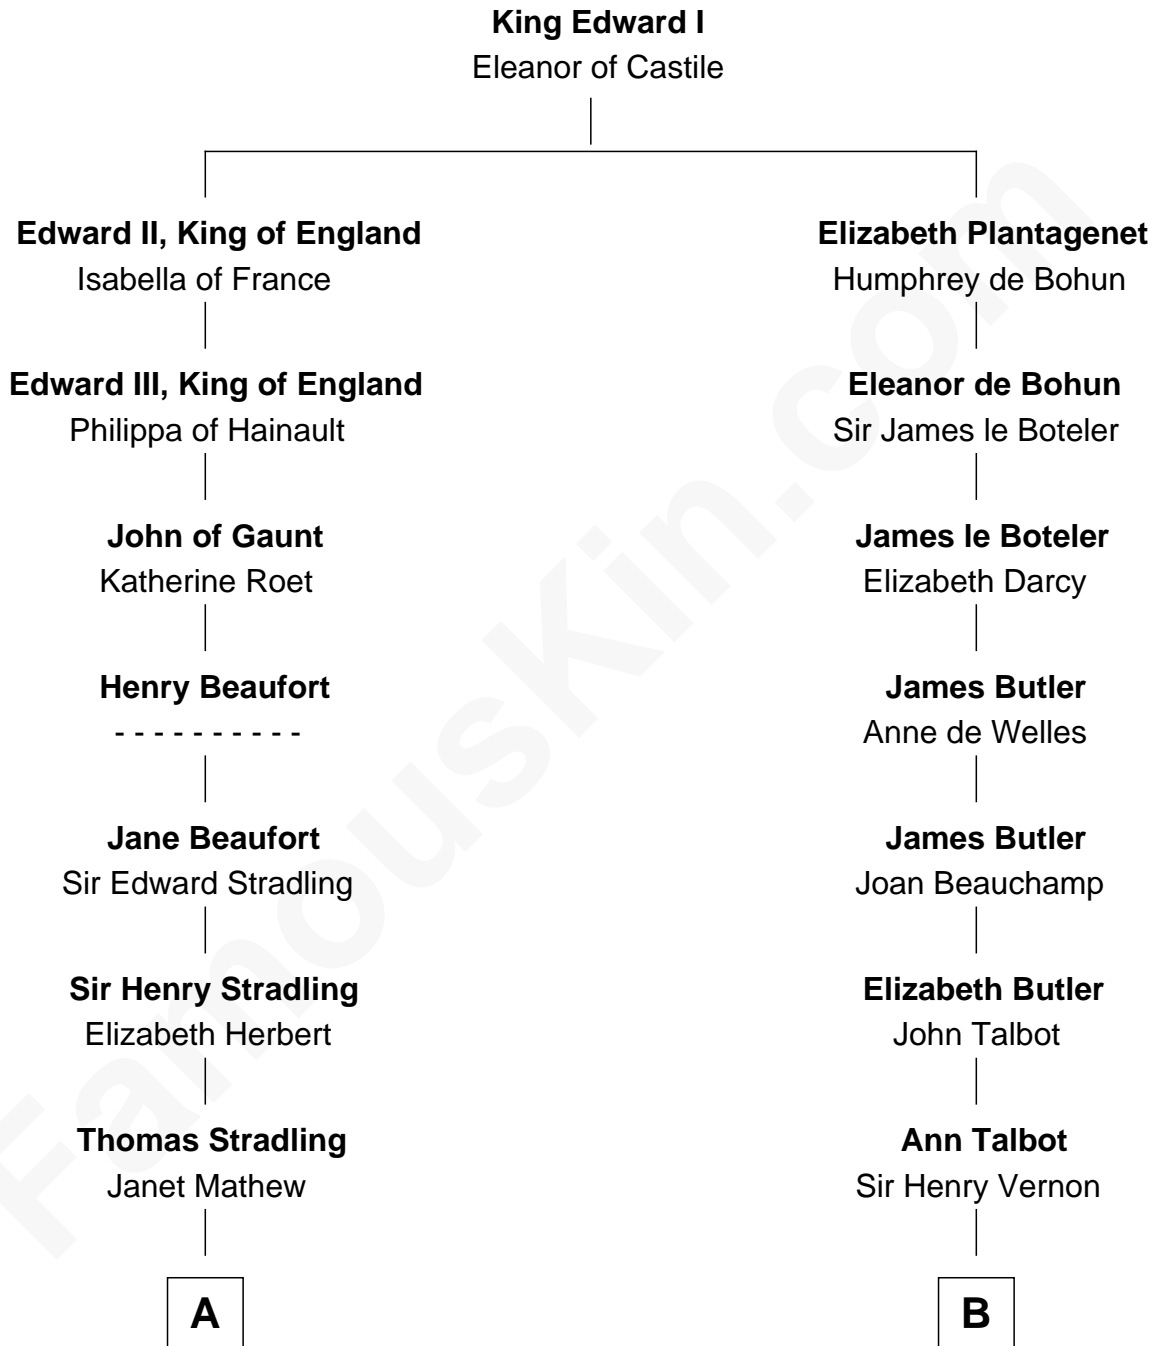 King Edward I
Eleanor of Castile
Edward II, King of England
Isabella of France
Elizabeth Plantagenet
Humphrey de Bohun
Edward III, King of England
Philippa of Hainault
Eleanor de Bohun
Sir James le Boteler
John of Gaunt
Katherine Roet
James le Boteler
Elizabeth Darcy
Henry Beaufort
- - - - - - - - - -
James Butler
Anne de Welles
Jane Beaufort
Sir Edward Stradling
James Butler
Joan Beauchamp
Sir Henry Stradling
Elizabeth Herbert
Elizabeth Butler
John Talbot
Thomas Stradling
Janet Mathew
Ann Talbot
Sir Henry Vernon
A
B
FamousKin.com